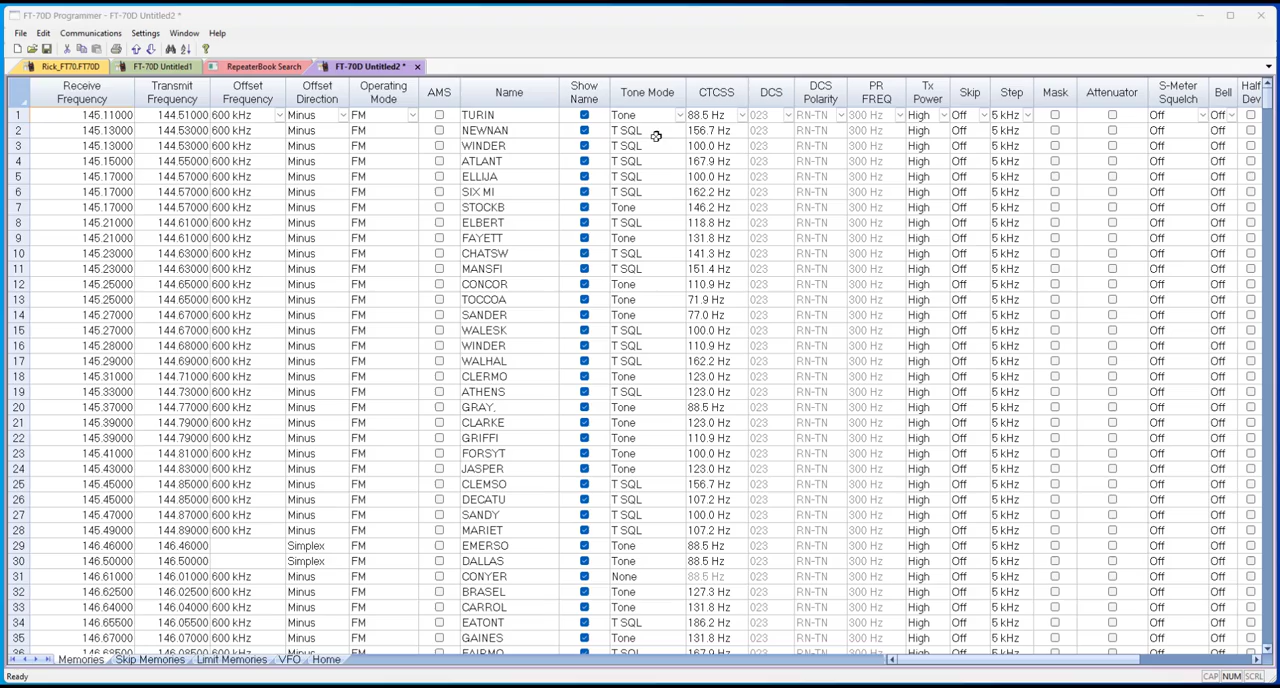 FT-70D Programmer - FT-70D Untitled2 *
File Edit Communications Settings Window Help
Rick_FT70.FT70D FT-70D Untitled1 RepeaterBook Search FT-70D Untitled2 *
Receive Frequency Transmit Frequency Offset Frequency Offset Direction Operating Mode AMS Name Show Name Tone Mode CTCSS DCS DCS Polarity PR FREQ Tx Power Skip Step Mask Attenuator S-Meter Squelch Bell Half Dev
1 145.11000 144.51000 600 kHz Minus FM TURIN Tone 88.5 Hz 023 RN-TN 300 Hz High Off 5 kHz Off Off
2 145.13000 144.53000 600 kHz Minus FM NEWNAN T SQL 156.7 Hz 023 RN-TN 300 Hz High Off 5 kHz Off Off
3 145.13000 144.53000 600 kHz Minus FM WINDER T SQL 100.0 Hz 023 RN-TN 300 Hz High Off 5 kHz Off Off
4 145.15000 144.55000 600 kHz Minus FM ATLANT T SQL 167.9 Hz 023 RN-TN 300 Hz High Off 5 kHz Off Off
5 145.17000 144.57000 600 kHz Minus FM ELLIJA T SQL 100.0 Hz 023 RN-TN 300 Hz High Off 5 kHz Off Off
6 145.17000 144.57000 600 kHz Minus FM SIX MI T SQL 162.2 Hz 023 RN-TN 300 Hz High Off 5 kHz Off Off
7 145.17000 144.57000 600 kHz Minus FM STOCKB Tone 146.2 Hz 023 RN-TN 300 Hz High Off 5 kHz Off Off
8 145.21000 144.61000 600 kHz Minus FM ELBERT T SQL 118.8 Hz 023 RN-TN 300 Hz High Off 5 kHz Off Off
9 145.21000 144.61000 600 kHz Minus FM FAYETT Tone 131.8 Hz 023 RN-TN 300 Hz High Off 5 kHz Off Off
10 145.23000 144.63000 600 kHz Minus FM CHATSW T SQL 141.3 Hz 023 RN-TN 300 Hz High Off 5 kHz Off Off
11 145.23000 144.63000 600 kHz Minus FM MANSFI T SQL 151.4 Hz 023 RN-TN 300 Hz High Off 5 kHz Off Off
12 145.25000 144.65000 600 kHz Minus FM CONCOR Tone 110.9 Hz 023 RN-TN 300 Hz High Off 5 kHz Off Off
13 145.25000 144.65000 600 kHz Minus FM TOCCOA Tone 71.9 Hz 023 RN-TN 300 Hz High Off 5 kHz Off Off
14 145.27000 144.67000 600 kHz Minus FM SANDER Tone 77.0 Hz 023 RN-TN 300 Hz High Off 5 kHz Off Off
15 145.27000 144.67000 600 kHz Minus FM WALESK T SQL 100.0 Hz 023 RN-TN 300 Hz High Off 5 kHz Off Off
16 145.28000 144.68000 600 kHz Minus FM WINDER T SQL 110.9 Hz 023 RN-TN 300 Hz High Off 5 kHz Off Off
17 145.29000 144.69000 600 kHz Minus FM WALHAL T SQL 162.2 Hz 023 RN-TN 300 Hz High Off 5 kHz Off Off
18 145.31000 144.71000 600 kHz Minus FM CLERMO Tone 123.0 Hz 023 RN-TN 300 Hz High Off 5 kHz Off Off
19 145.33000 144.73000 600 kHz Minus FM ATHENS T SQL 123.0 Hz 023 RN-TN 300 Hz High Off 5 kHz Off Off
20 145.37000 144.77000 600 kHz Minus FM GRAY, Tone 88.5 Hz 023 RN-TN 300 Hz High Off 5 kHz Off Off
21 145.39000 144.79000 600 kHz Minus FM CLARKE Tone 123.0 Hz 023 RN-TN 300 Hz High Off 5 kHz Off Off
22 145.39000 144.79000 600 kHz Minus FM GRIFFI Tone 110.9 Hz 023 RN-TN 300 Hz High Off 5 kHz Off Off
23 145.41000 144.81000 600 kHz Minus FM FORSYT Tone 100.0 Hz 023 RN-TN 300 Hz High Off 5 kHz Off Off
24 145.43000 144.83000 600 kHz Minus FM JASPER Tone 123.0 Hz 023 RN-TN 300 Hz High Off 5 kHz Off Off
25 145.45000 144.85000 600 kHz Minus FM CLEMSO T SQL 156.7 Hz 023 RN-TN 300 Hz High Off 5 kHz Off Off
26 145.45000 144.85000 600 kHz Minus FM DECATU T SQL 107.2 Hz 023 RN-TN 300 Hz High Off 5 kHz Off Off
27 145.47000 144.87000 600 kHz Minus FM SANDY T SQL 100.0 Hz 023 RN-TN 300 Hz High Off 5 kHz Off Off
28 145.49000 144.89000 600 kHz Minus FM MARIET T SQL 107.2 Hz 023 RN-TN 300 Hz High Off 5 kHz Off Off
29 146.46000 146.46000 Simplex FM EMERSO Tone 88.5 Hz 023 RN-TN 300 Hz High Off 5 kHz Off Off
30 146.50000 146.50000 Simplex FM DALLAS Tone 88.5 Hz 023 RN-TN 300 Hz High Off 5 kHz Off Off
31 146.61000 146.01000 600 kHz Minus FM CONYER None 88.5 Hz 023 RN-TN 300 Hz High Off 5 kHz Off Off
32 146.62500 146.02500 600 kHz Minus FM BRASEL Tone 127.3 Hz 023 RN-TN 300 Hz High Off 5 kHz Off Off
33 146.64000 146.04000 600 kHz Minus FM CARROL Tone 131.8 Hz 023 RN-TN 300 Hz High Off 5 kHz Off Off
34 146.65500 146.05500 600 kHz Minus FM EATONT T SQL 186.2 Hz 023 RN-TN 300 Hz High Off 5 kHz Off Off
35 146.67000 146.07000 600 kHz Minus FM GAINES Tone 131.8 Hz 023 RN-TN 300 Hz High Off 5 kHz Off Off
36 146.68500 146.08500 600 kHz Minus FM FAIRMO T SQL 167.9 Hz 023 RN-TN 300 Hz High Off 5 kHz Off Off
Memories Skip Memories Limit Memories VFO Home
Ready CAP NUM SCRL